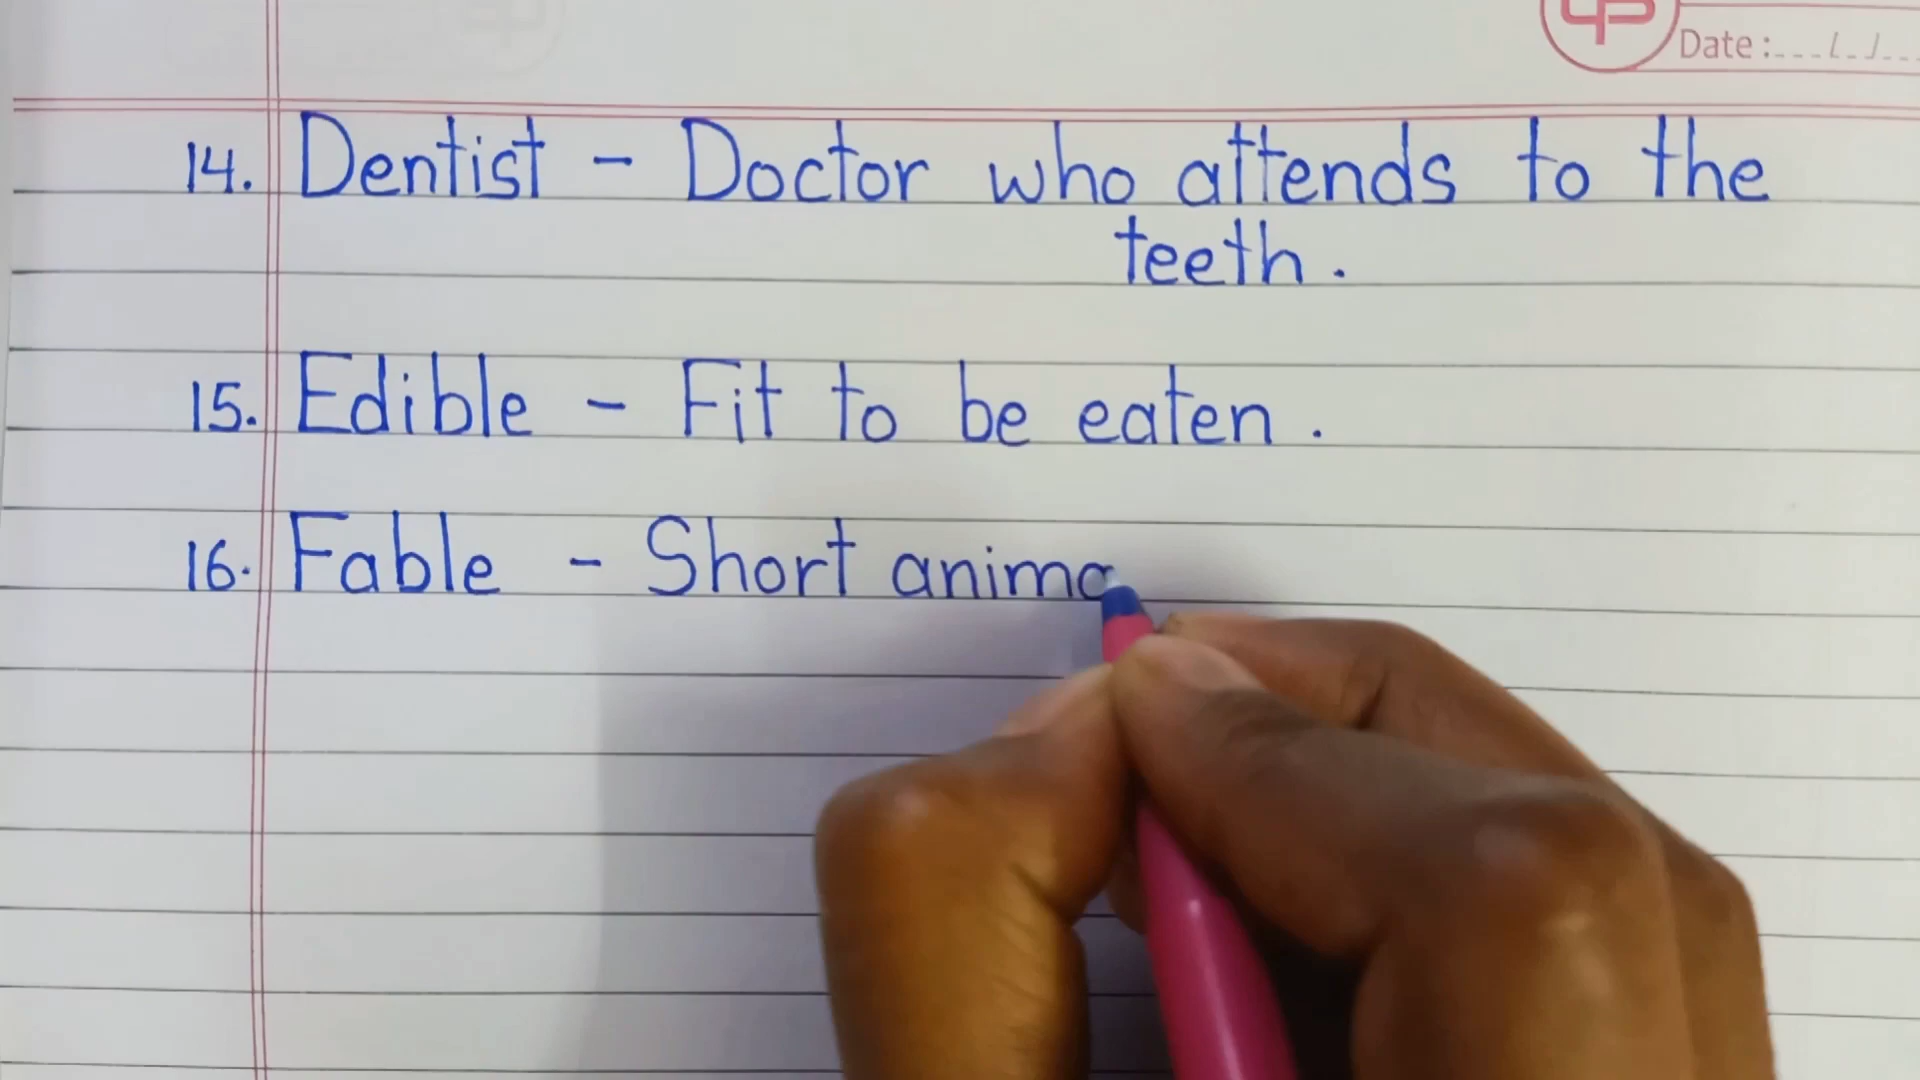 Date :
14. Dentist - Doctor who attends to the
teeth.
15. Edible - Fit to be eaten.
16. Fable - Short anima